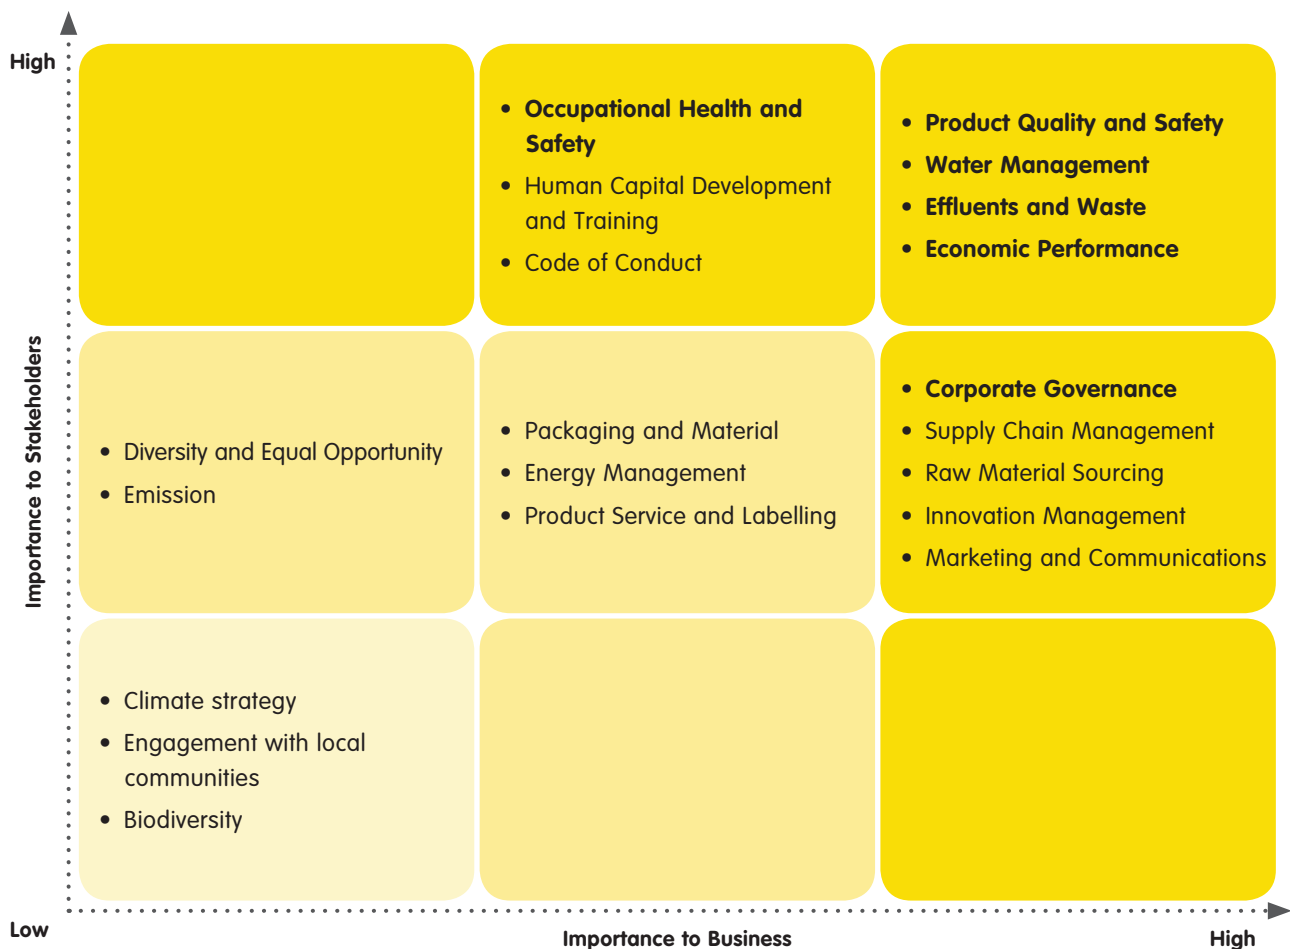 High
• Occupational Health and
Safety
• Human Capital Development
and Training
• Code of Conduct
• Product Quality and Safety
• Water Management
• Effluents and Waste
• Economic Performance
Importance to Stakeholders
• Diversity and Equal Opportunity
• Emission
• Packaging and Material
• Energy Management
• Product Service and Labelling
• Corporate Governance
• Supply Chain Management
• Raw Material Sourcing
• Innovation Management
• Marketing and Communications
• Climate strategy
• Engagement with local
communities
• Biodiversity
Low
Importance to Business
High